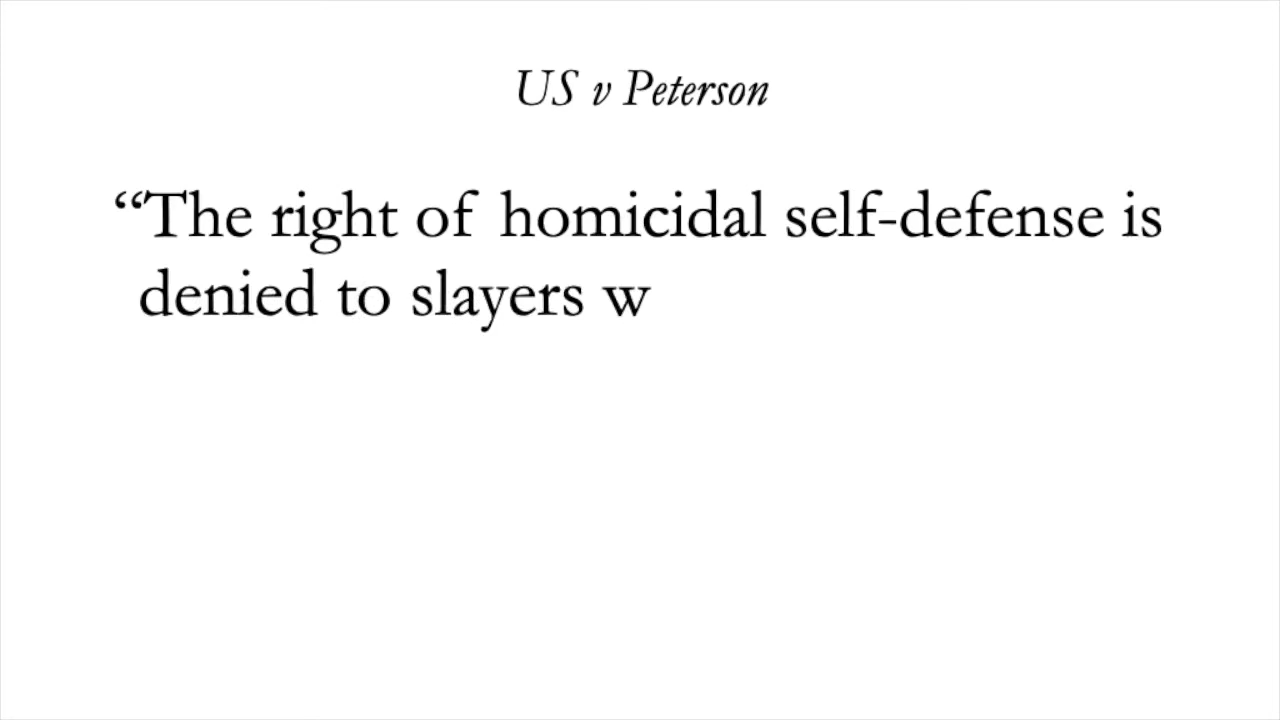 US v Peterson
“The right of homicidal self-defense is
denied to slayers w